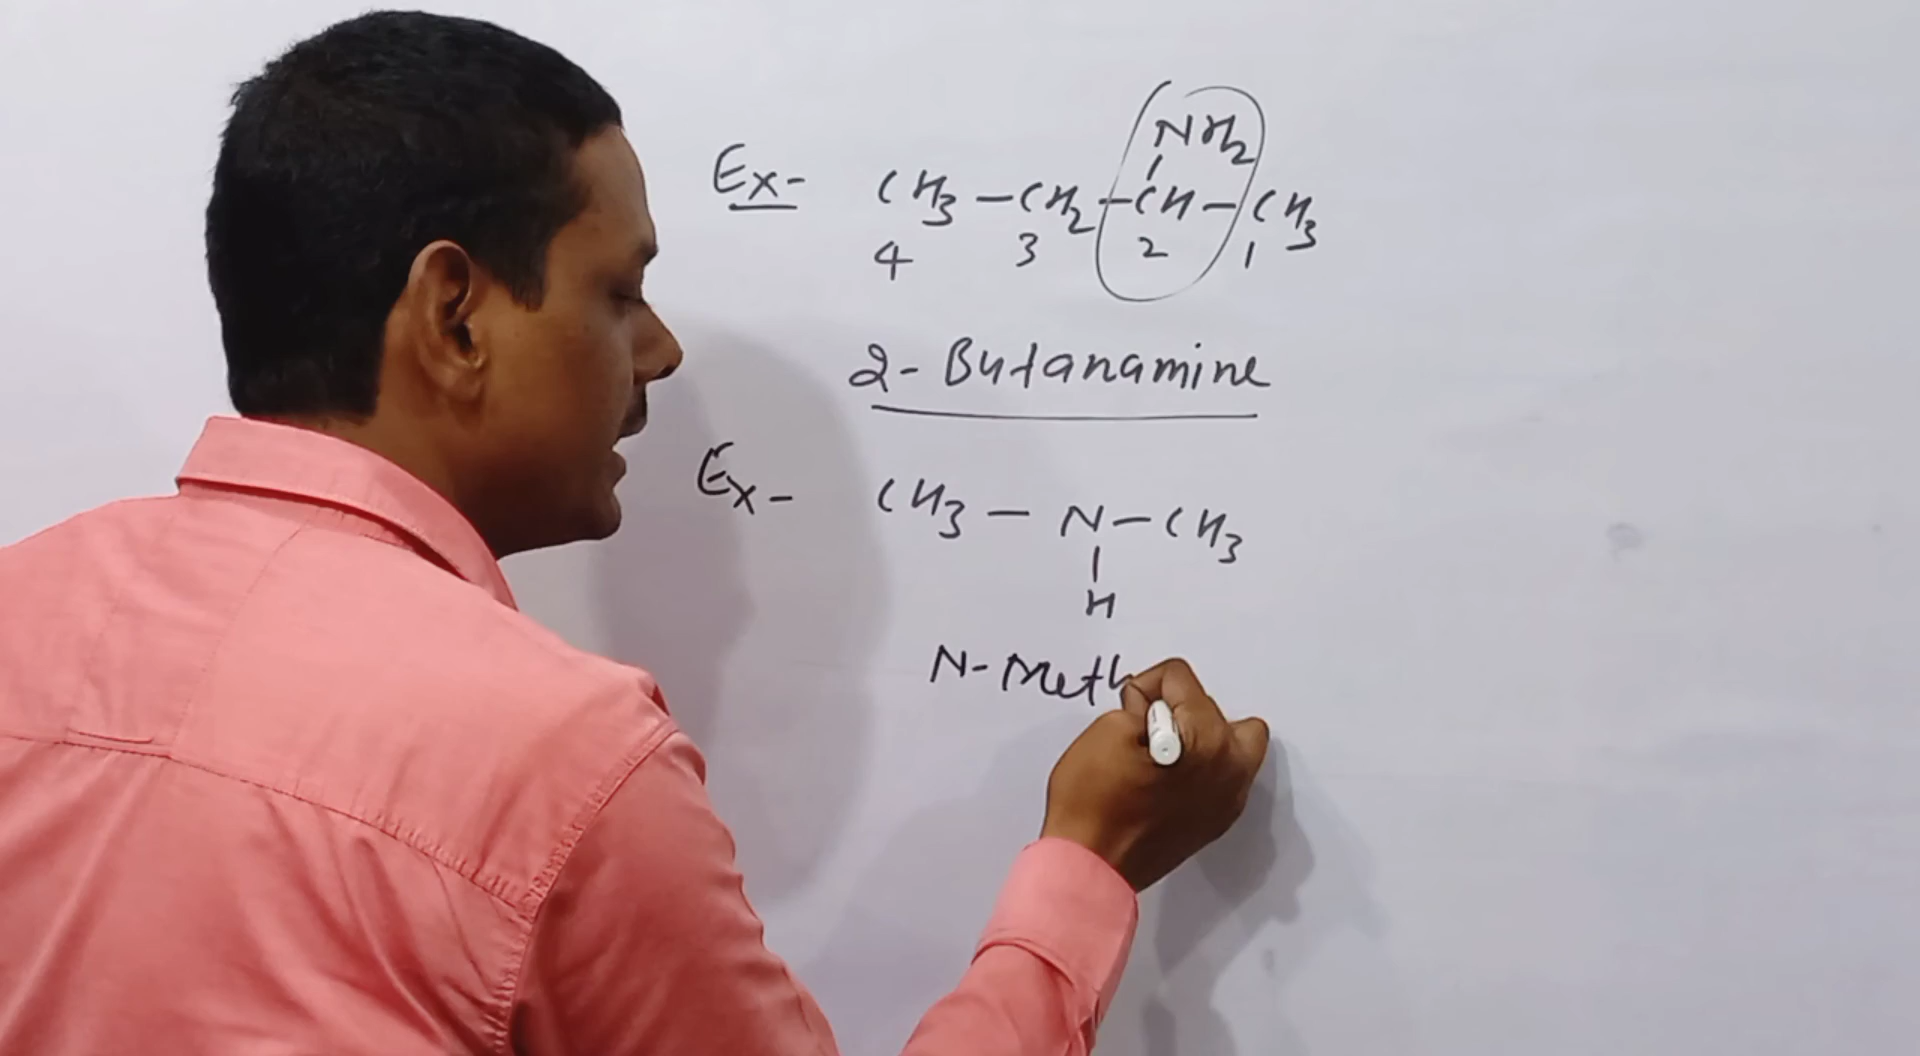 NH2
|
Ex- CH3 - CH2 - CH - CH3
4 3 2 1
2- Butanamine
Ex- CH3 - N - CH3
|
H
N- Meth